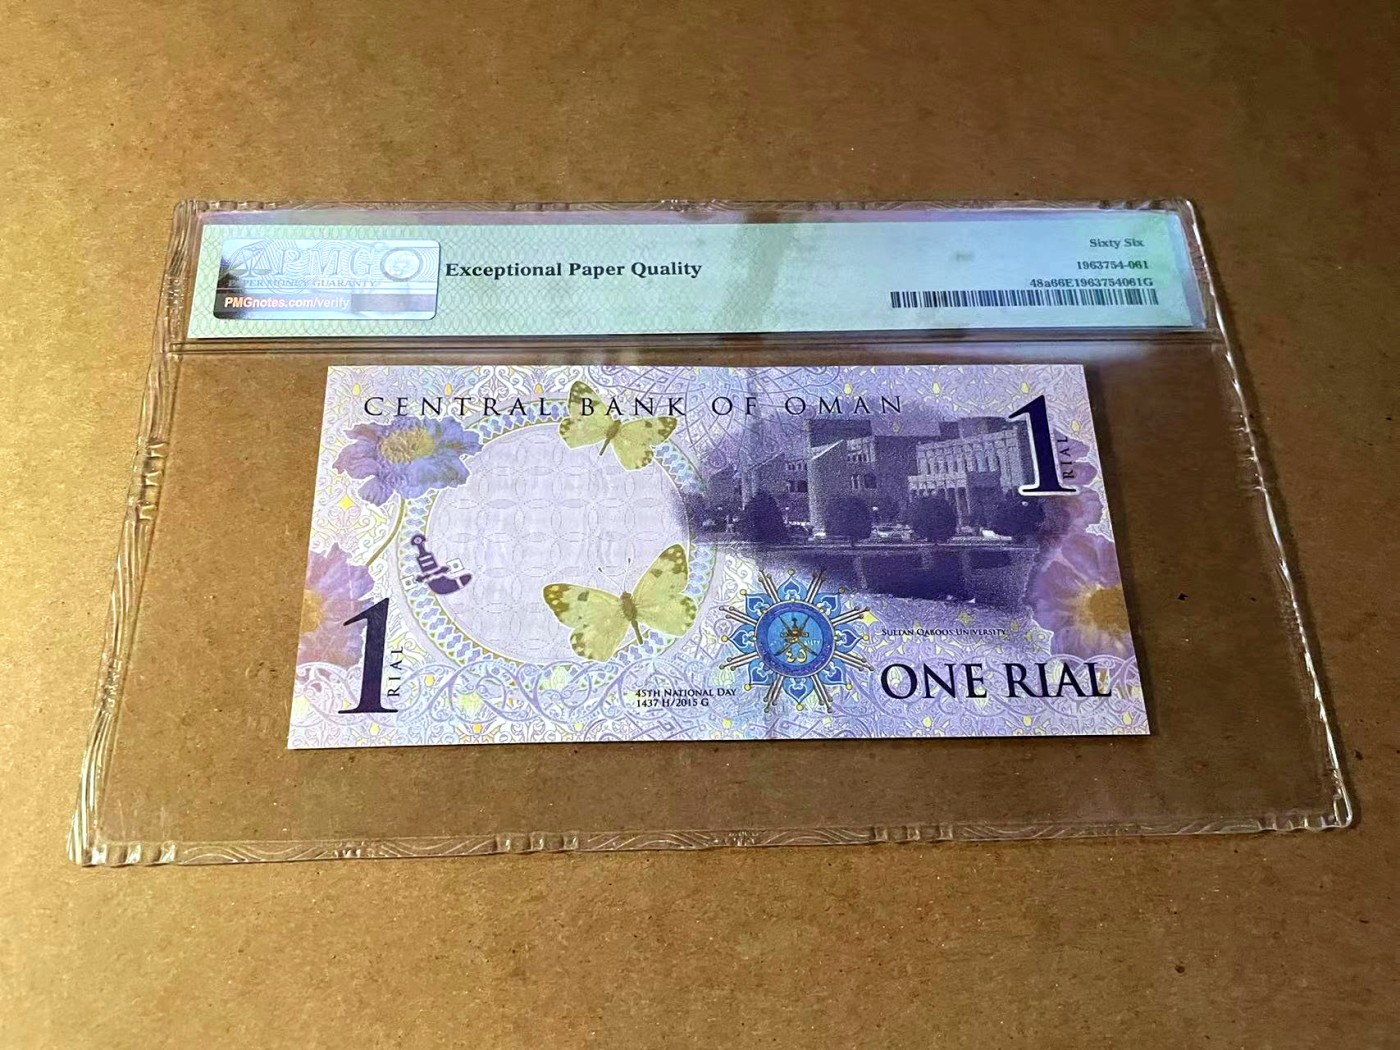 PMG
PAPER MONEY GUARANTY
PMGnotes.com/verify
Exceptional Paper Quality
Sixty Six
1963754-061
48a66E1963754061G
CENTRAL BANK OF OMAN
1
RIAL
1
RIAL
45TH NATIONAL DAY
1437 H/2015 G
SULTAN QABOOS UNIVERSITY
ONE RIAL